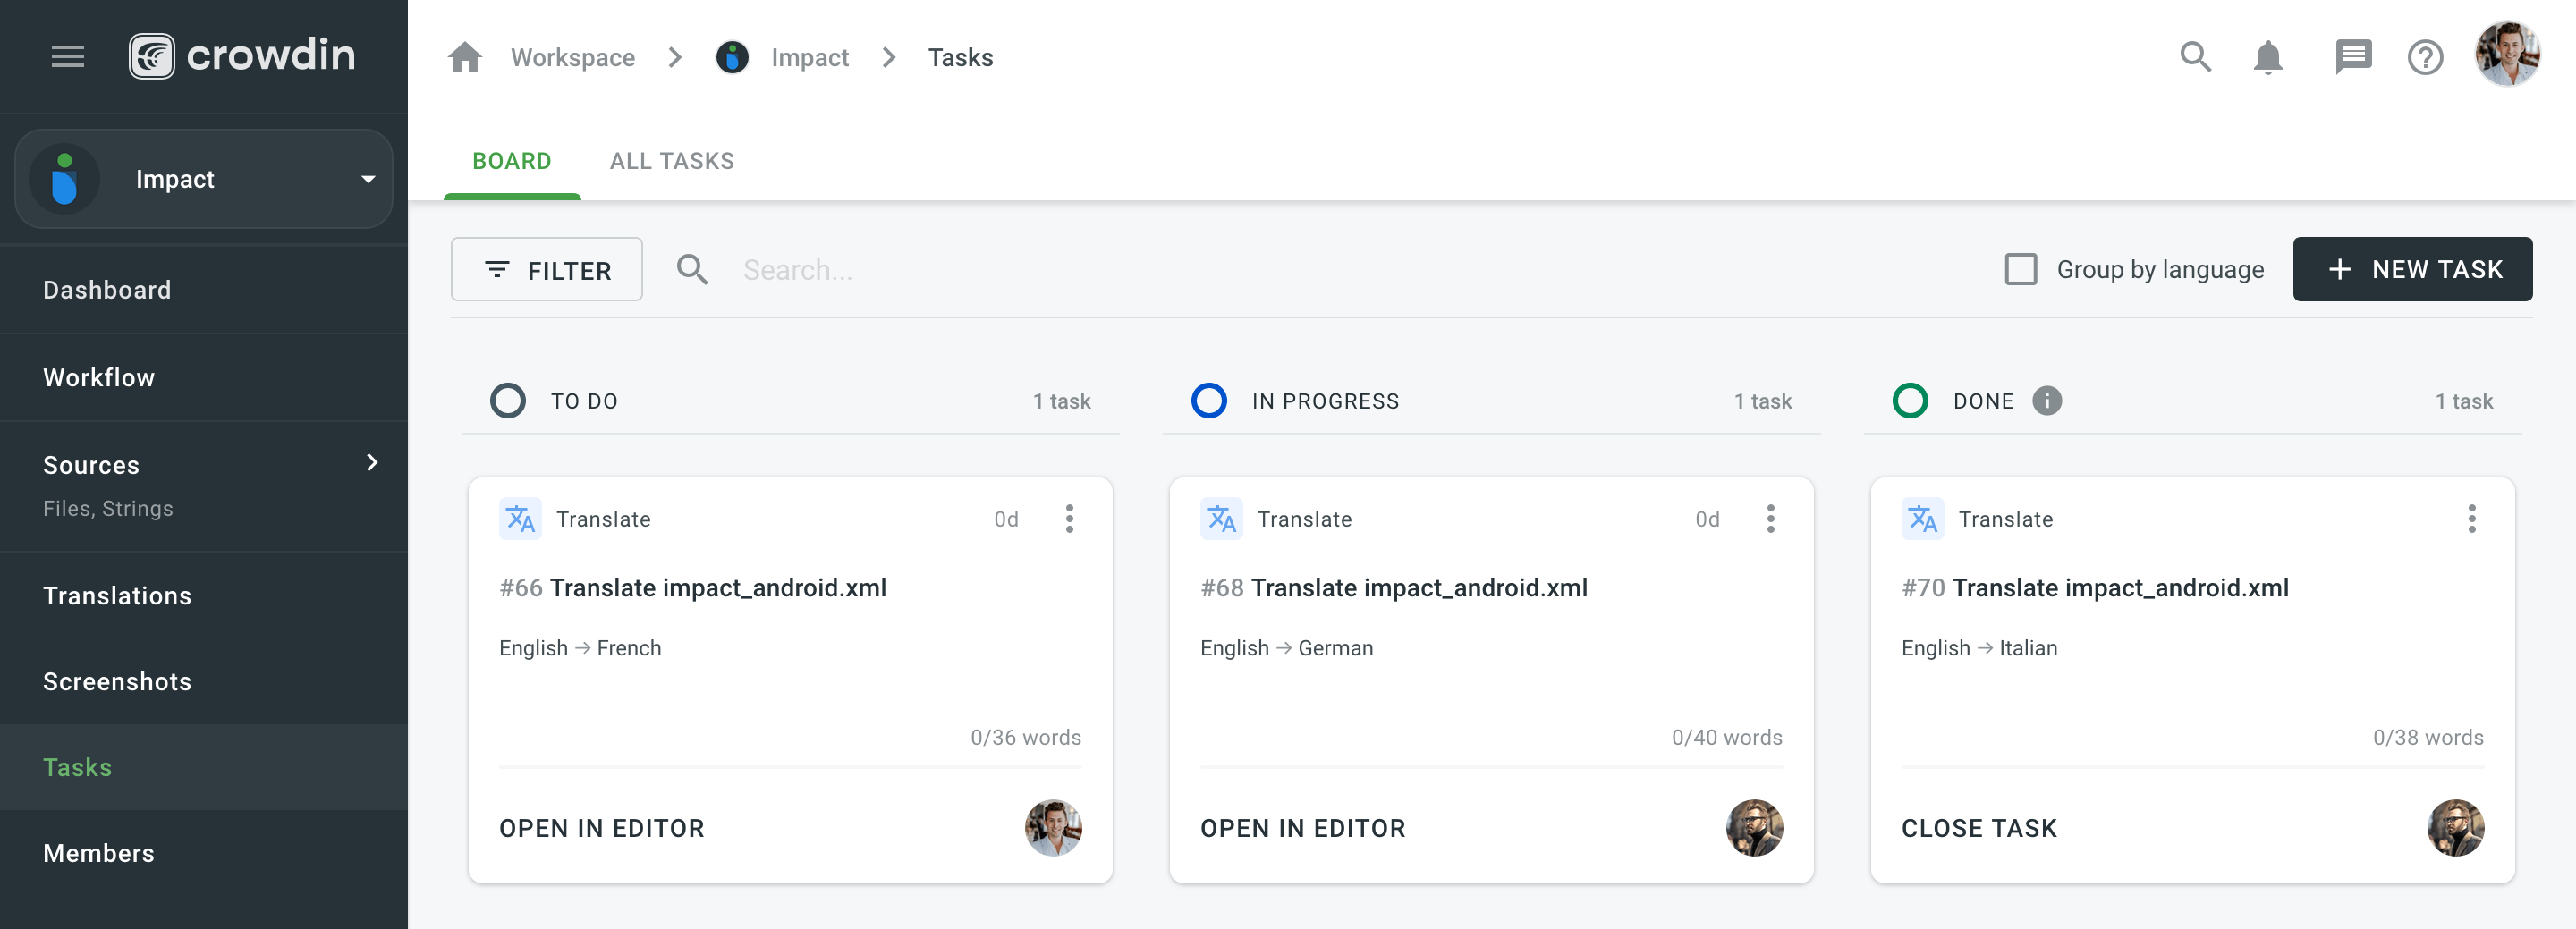 crowdin
Impact
Dashboard
Workflow
Sources
Files, Strings
Translations
Screenshots
Tasks
Members
Workspace
Impact
Tasks
BOARD
ALL TASKS
FILTER
Search...
Group by language
+ NEW TASK
TO DO
1 task
Translate
0d
#66 Translate impact_android.xml
English → French
0/36 words
OPEN IN EDITOR
IN PROGRESS
1 task
Translate
0d
#68 Translate impact_android.xml
English → German
0/40 words
OPEN IN EDITOR
DONE
1 task
Translate
#70 Translate impact_android.xml
English → Italian
0/38 words
CLOSE TASK